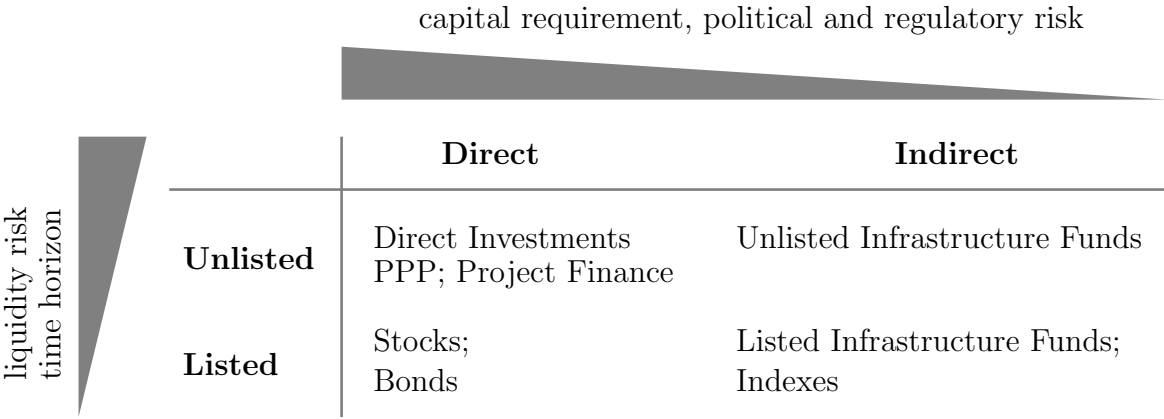 capital requirement, political and regulatory risk
Direct
Indirect
liquidity risk
time horizon
Unlisted
Direct Investments
PPP; Project Finance
Unlisted Infrastructure Funds
Listed
Stocks;
Bonds
Listed Infrastructure Funds;
Indexes